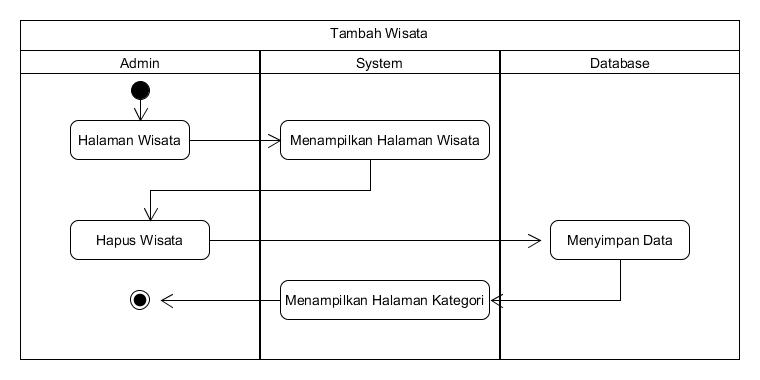 Tambah Wisata
Admin
System
Database
Halaman Wisata
Menampilkan Halaman Wisata
Hapus Wisata
Menyimpan Data
Menampilkan Halaman Kategori